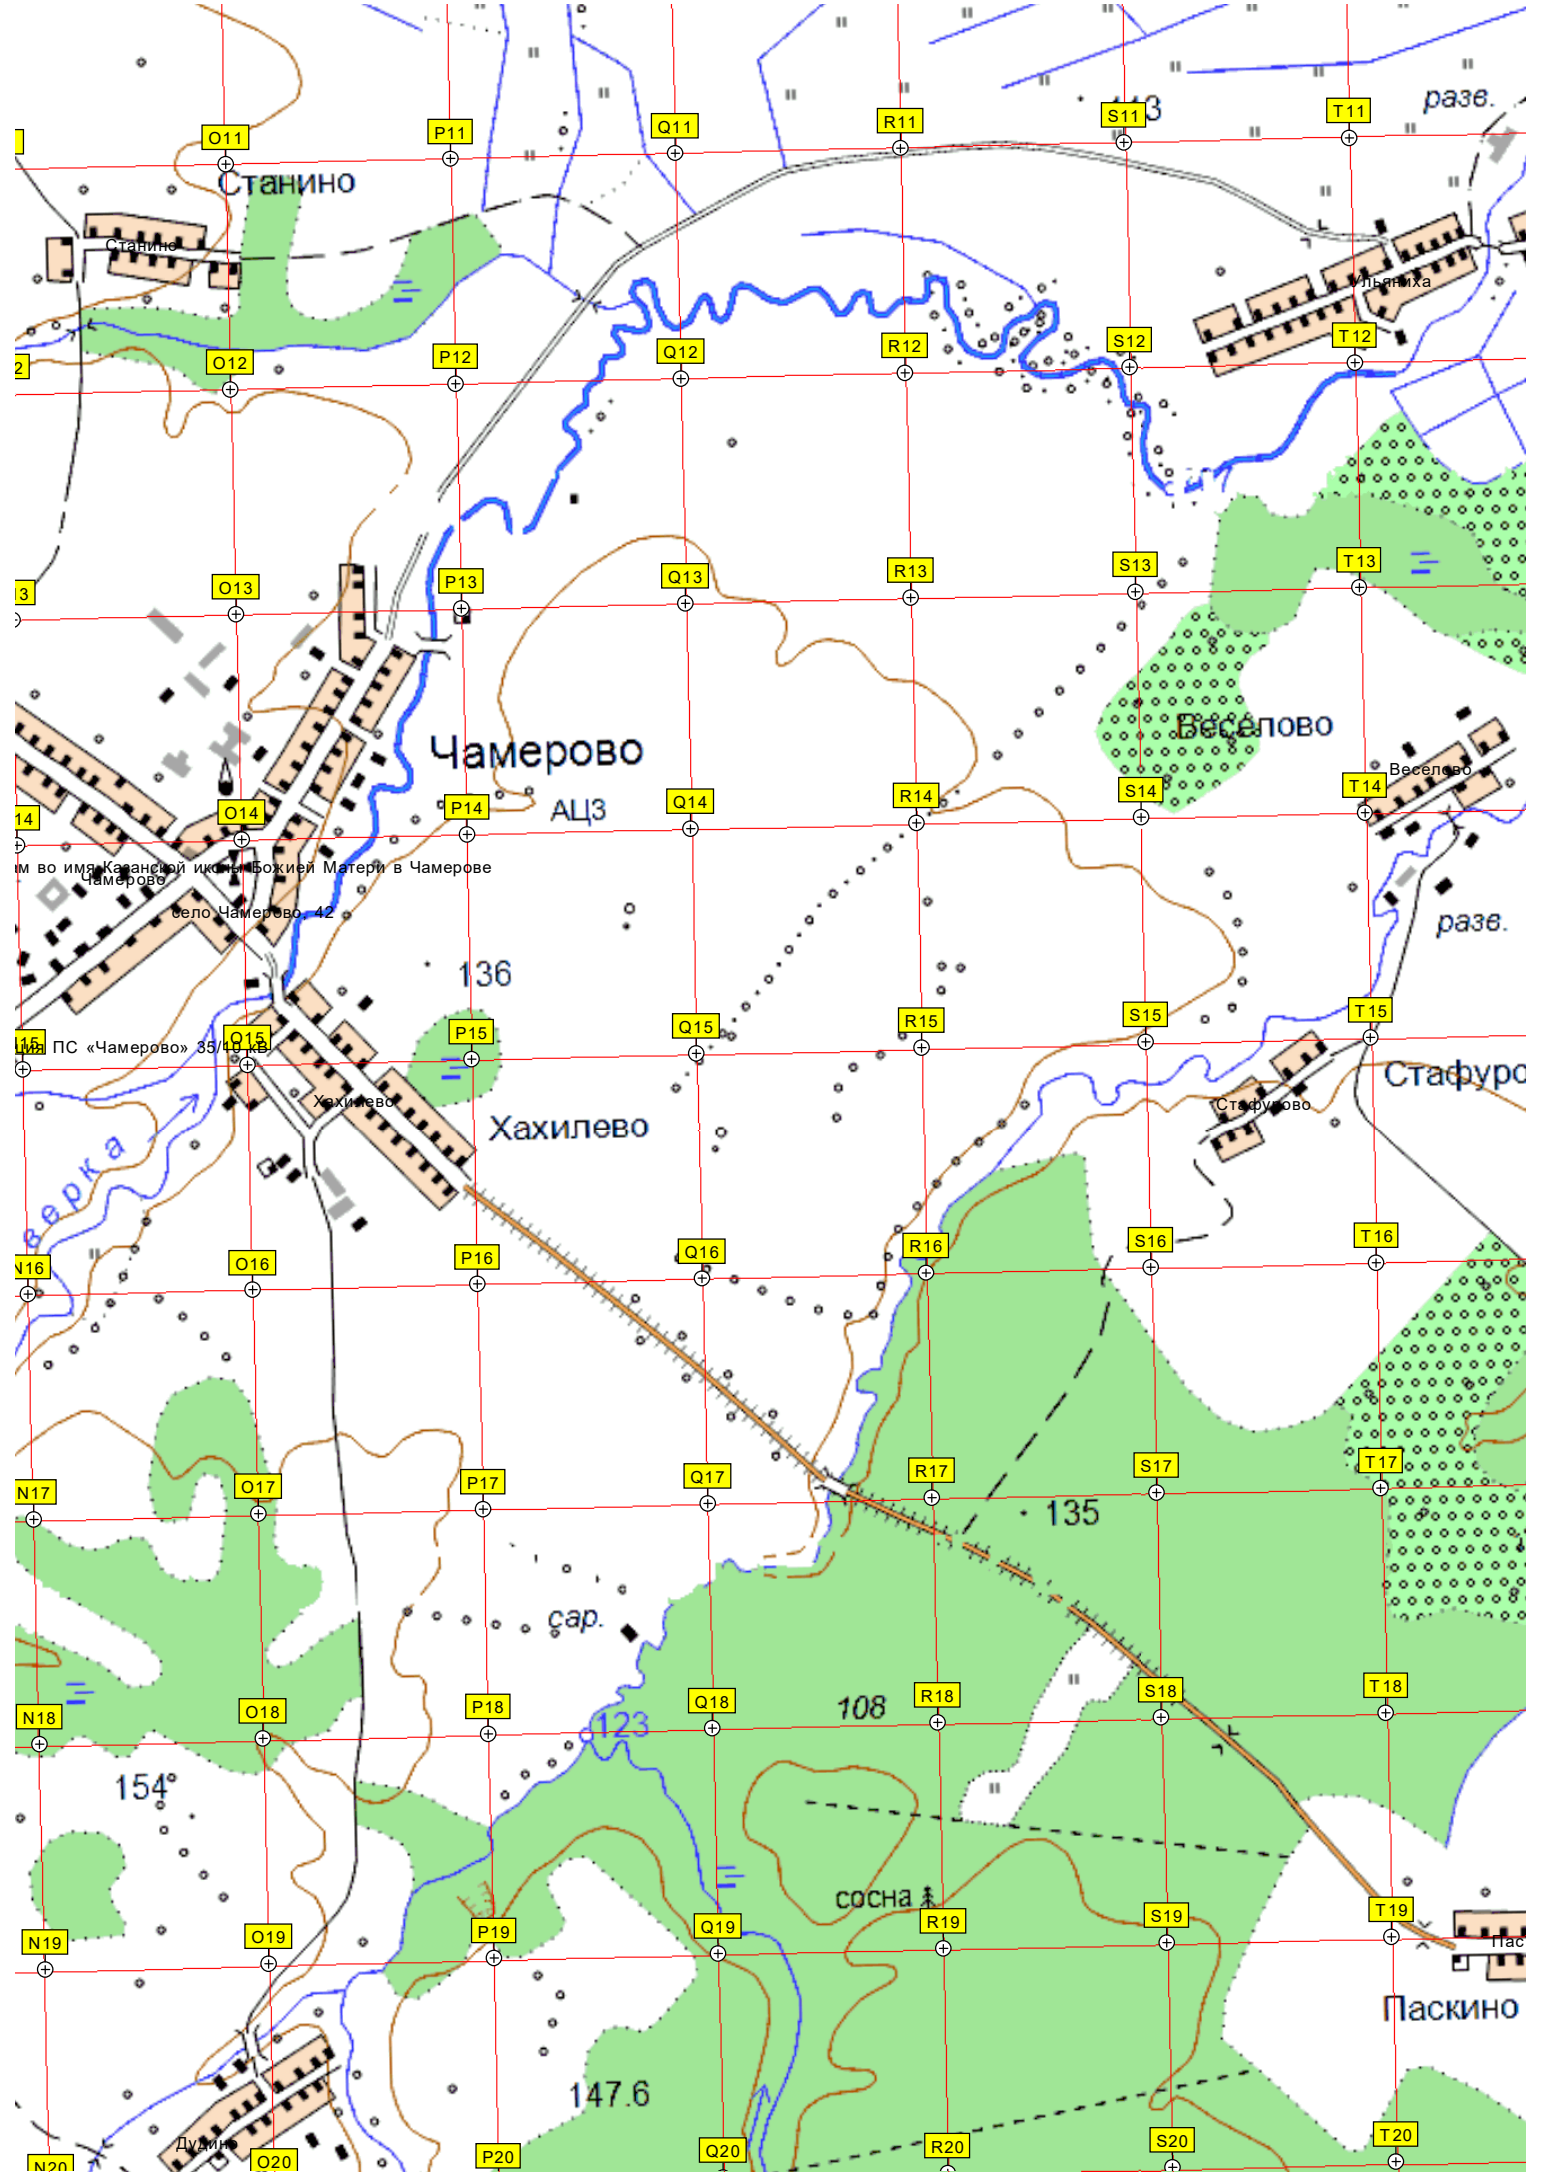 113
разв.
O11
P11
Q11
R11
S11
T11
Станино
Станино
Ульяниха
O12
P12
Q12
R12
S12
T12
O13
P13
Q13
R13
S13
T13
Чамерово
АЦЗ
Веселово
Веселово
O14
P14
Q14
R14
S14
T14
ам во имя Казанской иконы Божией Матери в Чамерове
Чамерово
село Чамерово, 42
разв.
136
O15
P15
Q15
R15
S15
T15
ция ПС «Чамерово» 35/10 кВ
Хахилево
Хахилево
Стафуро
Стафурово
верка
N16
O16
P16
Q16
R16
S16
T16
N17
O17
P17
Q17
R17
S17
T17
135
сар.
N18
O18
P18
Q18
R18
S18
T18
123
108
154
сосна
N19
O19
P19
Q19
R19
S19
T19
Пас
Паскино
147.6
Дудино
N20
O20
P20
Q20
R20
S20
T20